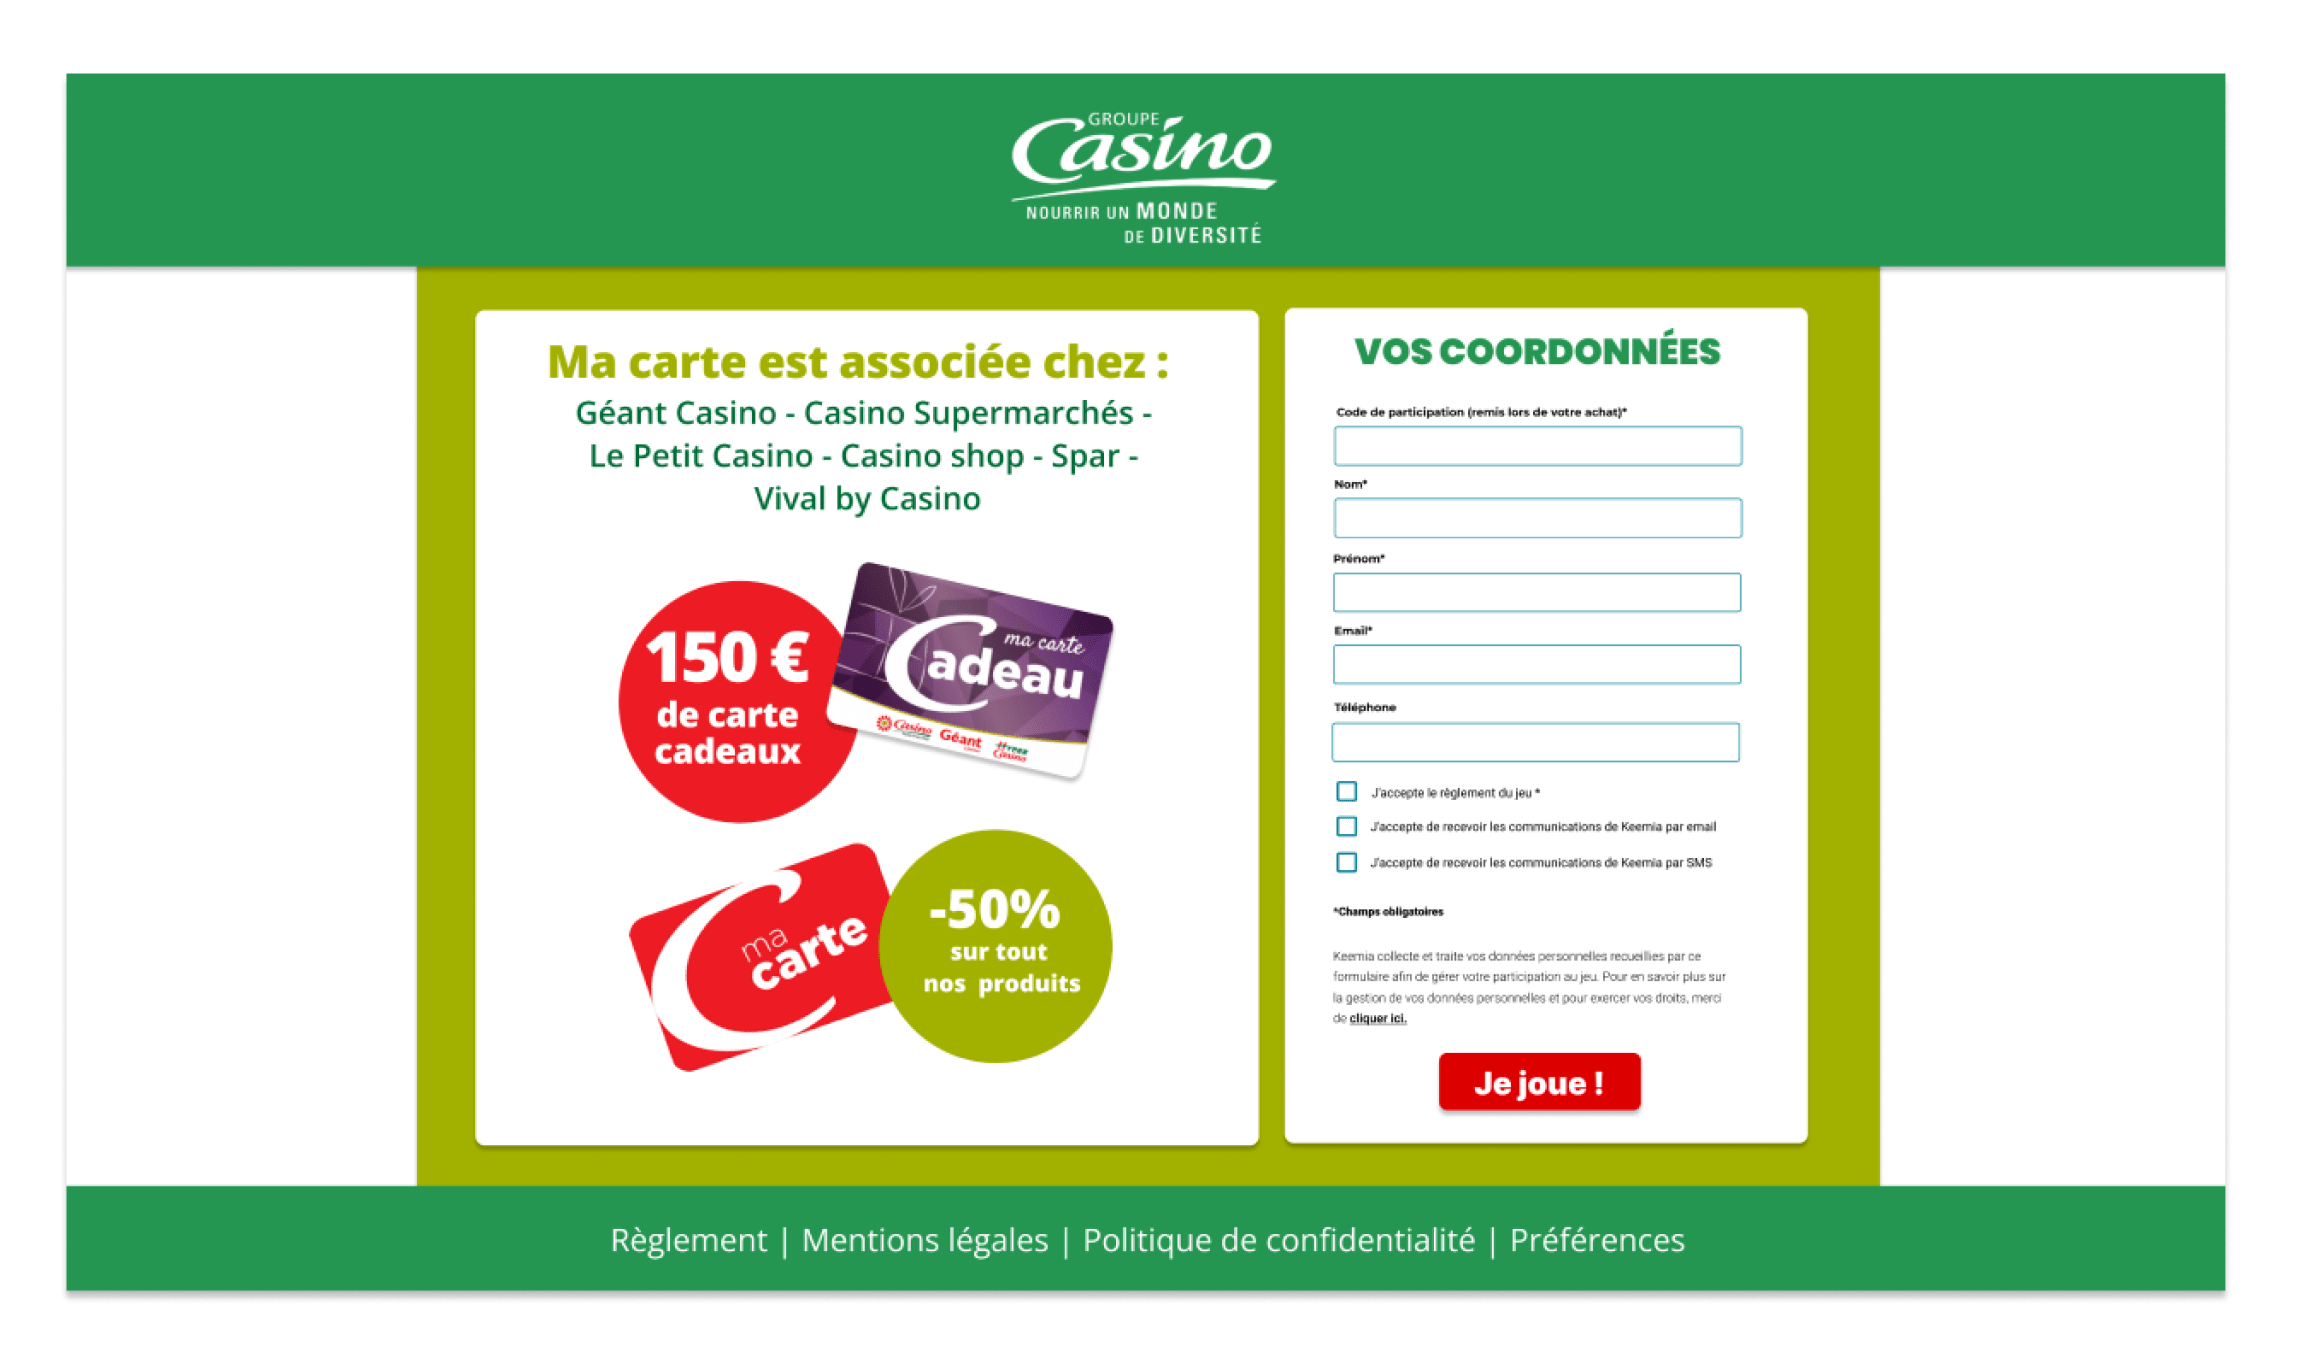 GROUPE
Casino
NOURRIR UN MONDE
DE DIVERSITÉ
Ma carte est associée chez :
Géant Casino - Casino Supermarchés -
Le Petit Casino - Casino shop - Spar -
Vival by Casino
150 €
de carte
cadeaux
ma carte
Cadeau
Casino Géant Casino
ma
carte
-50%
sur tout
nos produits
VOS COORDONNÉES
Code de participation (remis lors de votre achat)*
Nom*
Prénom*
Email*
Téléphone
J'accepte le règlement du jeu *
J'accepte de recevoir les communications de Keemia par email
J'accepte de recevoir les communications de Keemia par SMS
*Champs obligatoires
Keemia collecte et traite vos données personnelles recueillies par ce
formulaire afin de gérer votre participation au jeu. Pour en savoir plus sur
la gestion de vos données personnelles et pour exercer vos droits, merci
de cliquer ici.
Je joue !
Règlement | Mentions légales | Politique de confidentialité | Préférences